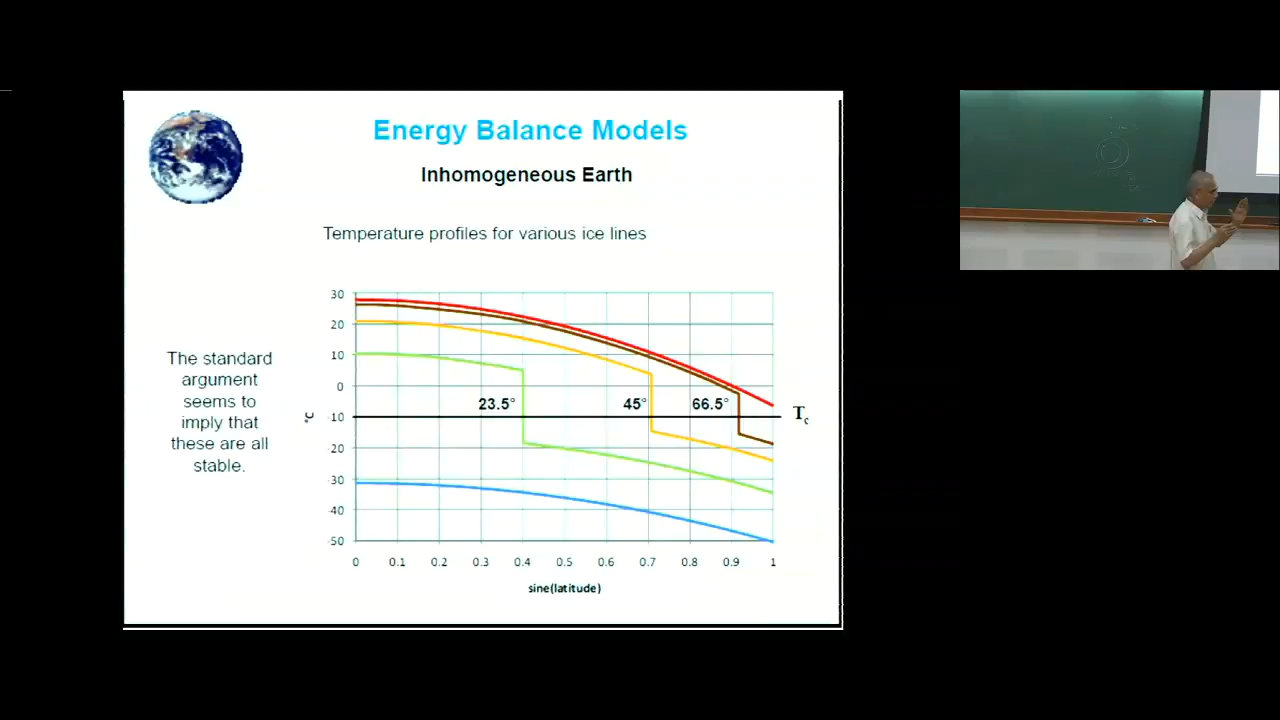 Energy Balance Models
Inhomogeneous Earth
Temperature profiles for various ice lines
The standard
argument
seems to
imply that
these are all
stable.
30
20
10
0
-10
-20
-30
-40
-50
°C
23.5°
45°
66.5°
Tc
0 0.1 0.2 0.3 0.4 0.5 0.6 0.7 0.8 0.9 1
sine(latitude)